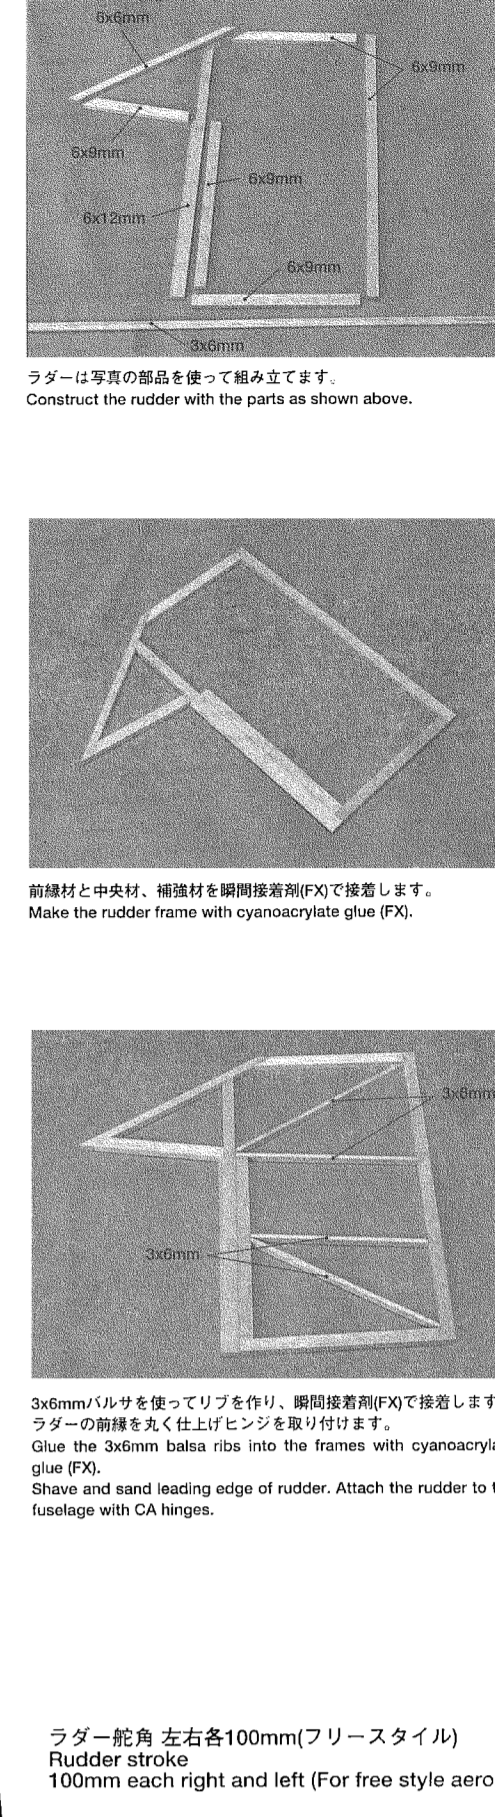 6x6mm
6x9mm
6x9mm
6x9mm
6x12mm
6x9mm
3x6mm
ラダーは写真の部品を使って組み立てます。
Construct the rudder with the parts as shown above.
前縁材と中央材、補強材を瞬間接着剤(FX)で接着します。
Make the rudder frame with cyanoacrylate glue (FX).
3x6mm
3x6mm
3x6mmバルサを使ってリブを作り、瞬間接着剤(FX)で接着します
ラダーの前縁を丸く仕上げヒンジを取り付けます。
Glue the 3x6mm balsa ribs into the frames with cyanoacryla
glue (FX).
Shave and sand leading edge of rudder. Attach the rudder to t
fuselage with CA hinges.
ラダー舵角 左右各100mm(フリースタイル)
Rudder stroke
100mm each right and left (For free style aero